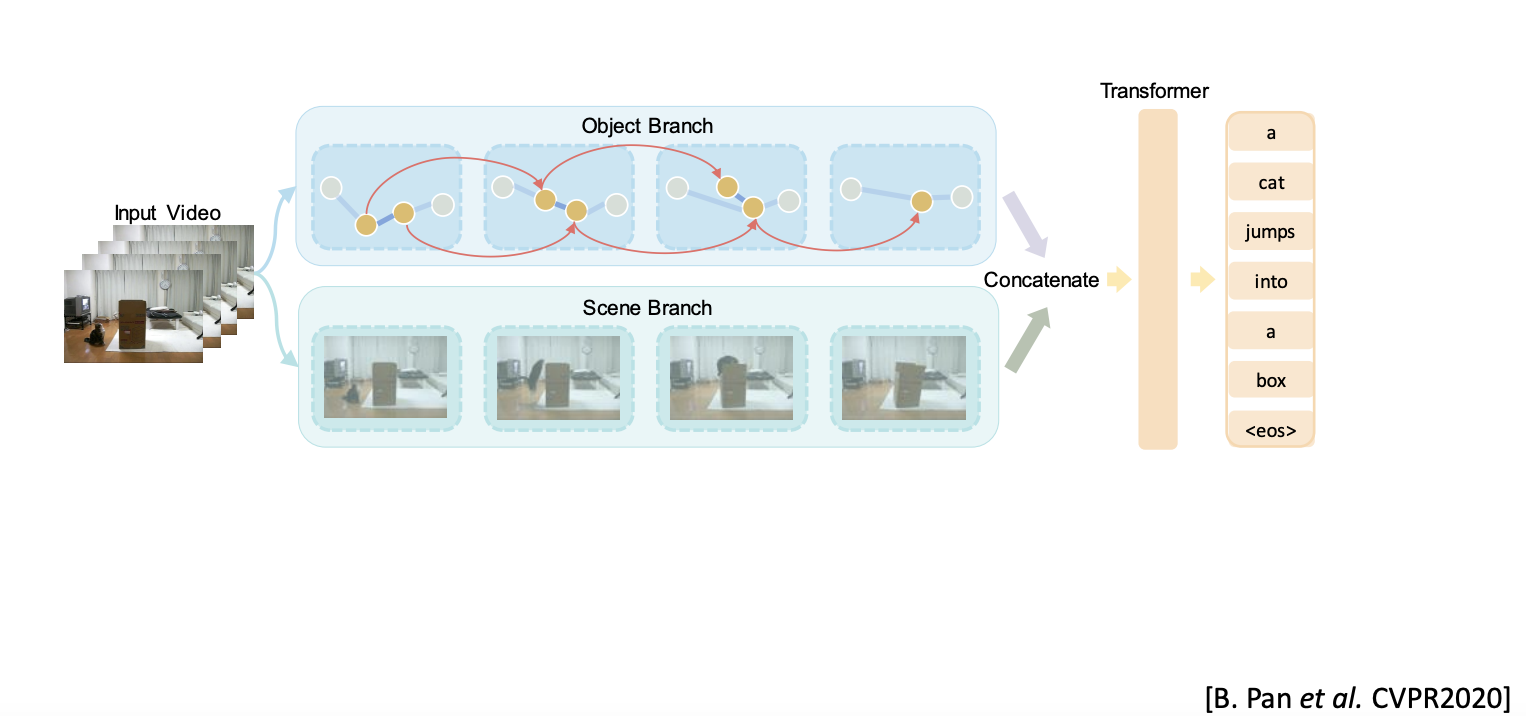 Transformer
Object Branch
Input Video
Concatenate
Scene Branch
a
cat
jumps
into
a
box
<eos>
[B. Pan et al. CVPR2020]